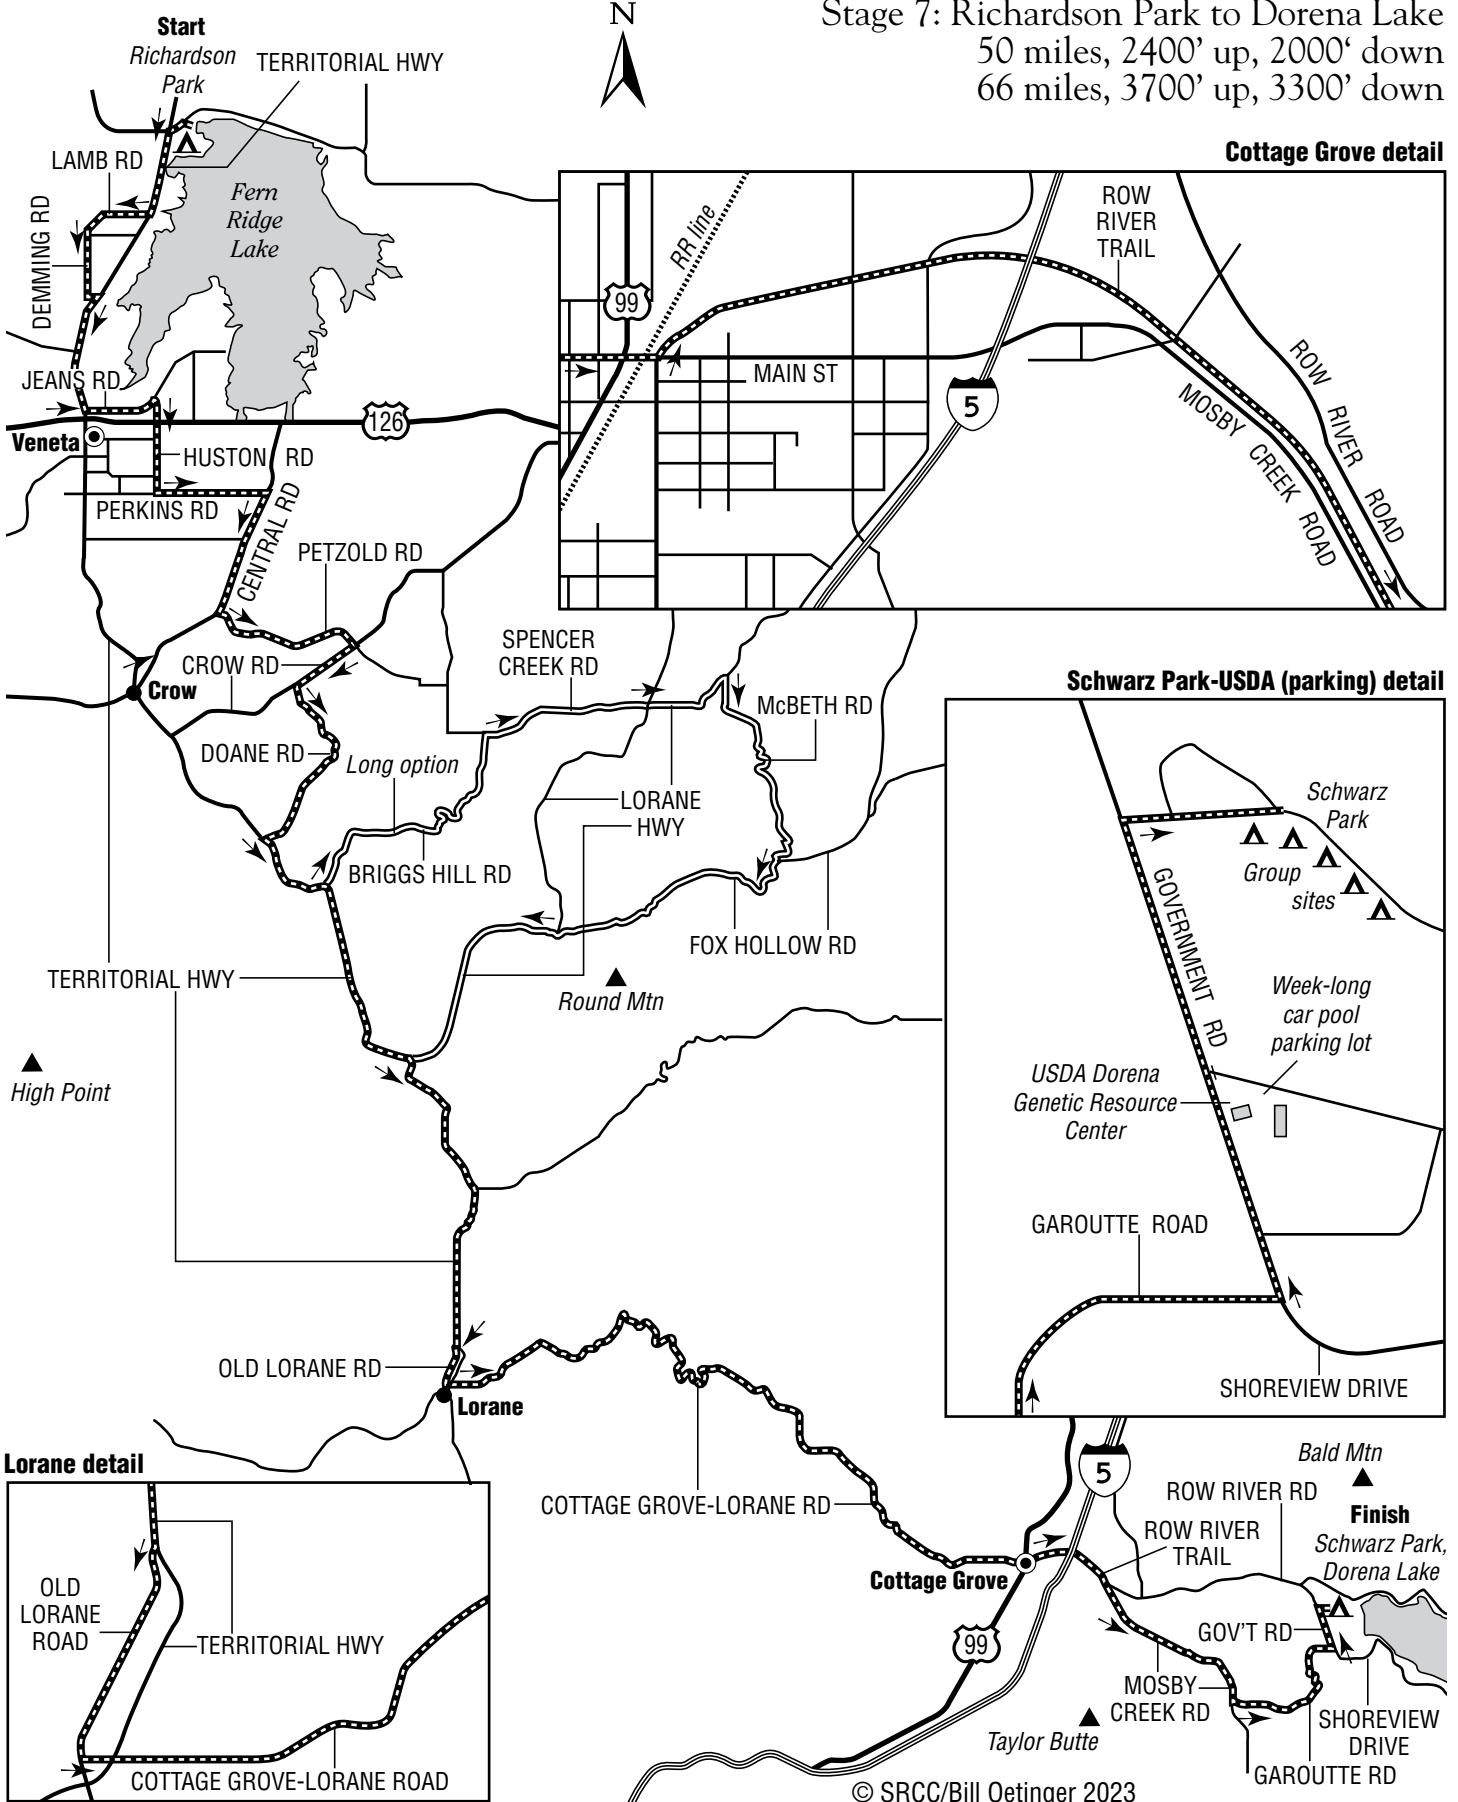 Stage 7: Richardson Park to Dorena Lake
50 miles, 2400’ up, 2000‘ down
66 miles, 3700’ up, 3300’ down
N
Start
Richardson
Park
TERRITORIAL HWY
LAMB RD
DEMMING RD
Fern
Ridge
Lake
JEANS RD
126
Veneta
HUSTON RD
PERKINS RD
CENTRAL RD
PETZOLD RD
CROW RD
Crow
DOANE RD
Long option
SPENCER
CREEK RD
McBETH RD
LORANE
HWY
BRIGGS HILL RD
FOX HOLLOW RD
TERRITORIAL HWY
Round Mtn
High Point
OLD LORANE RD
Lorane
COTTAGE GROVE-LORANE RD
Cottage Grove
99
5
Bald Mtn
ROW RIVER RD
Finish
Schwarz Park,
Dorena Lake
ROW RIVER
TRAIL
GOV'T RD
MOSBY
CREEK RD
Taylor Butte
SHOREVIEW
DRIVE
GAROUTTE RD
© SRCC/Bill Oetinger 2023
Cottage Grove detail
99
RR line
ROW
RIVER
TRAIL
MAIN ST
5
MOSBY CREEK ROAD
ROW RIVER ROAD
Schwarz Park-USDA (parking) detail
Schwarz
Park
Group
sites
GOVERNMENT RD
Week-long
car pool
parking lot
USDA Dorena
Genetic Resource
Center
GAROUTTE ROAD
SHOREVIEW DRIVE
Lorane detail
OLD
LORANE
ROAD
TERRITORIAL HWY
COTTAGE GROVE-LORANE ROAD